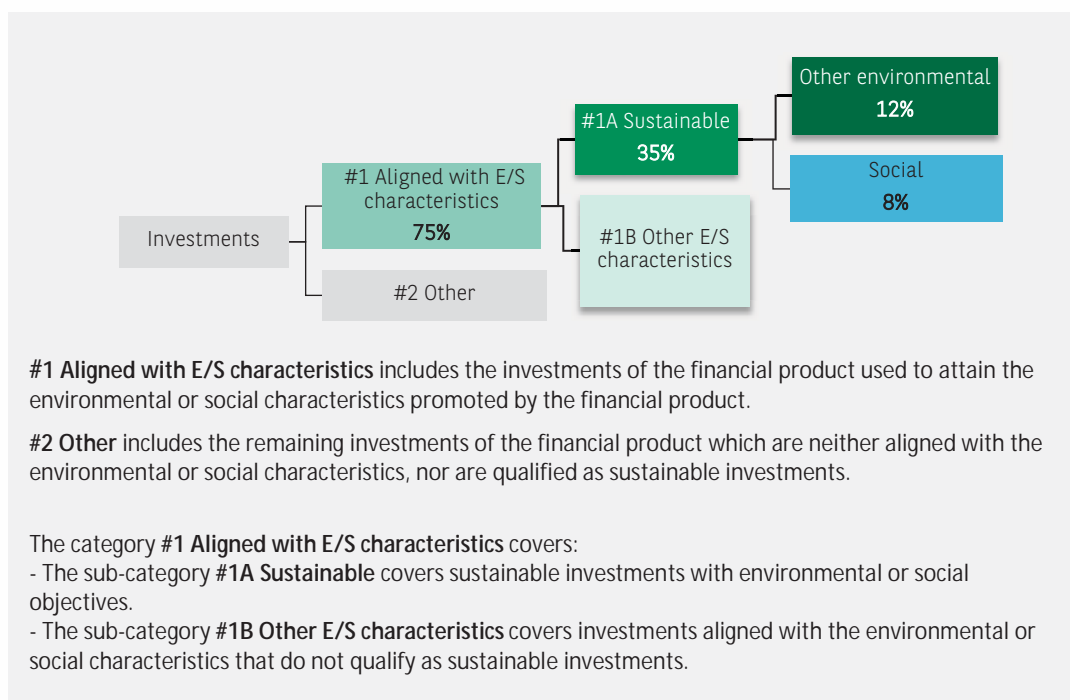 Other environmental
12%
#1A Sustainable
35%
Social
8%
#1 Aligned with E/S
characteristics
75%
#1B Other E/S
characteristics
Investments
#2 Other
#1 Aligned with E/S characteristics includes the investments of the financial product used to attain the
environmental or social characteristics promoted by the financial product.
#2 Other includes the remaining investments of the financial product which are neither aligned with the
environmental or social characteristics, nor are qualified as sustainable investments.
The category #1 Aligned with E/S characteristics covers:
- The sub-category #1A Sustainable covers sustainable investments with environmental or social
objectives.
- The sub-category #1B Other E/S characteristics covers investments aligned with the environmental or
social characteristics that do not qualify as sustainable investments.